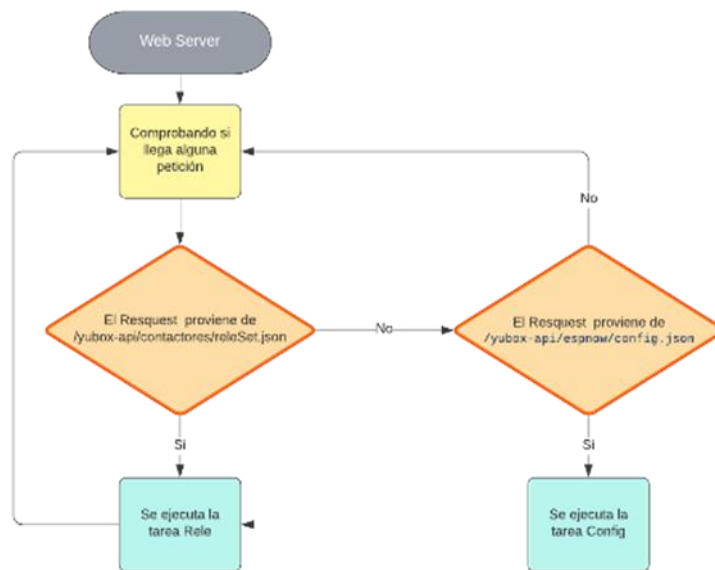 Web Server
Comprobando si
llega alguna
petición
No
El Resquest proviene de
/yubox-api/contactores/releSet.json
No
El Resquest proviene de
/yubox-api/espnow/config.json
Si
Si
Se ejecuta la
tarea Rele
Se ejecuta la
tarea Config